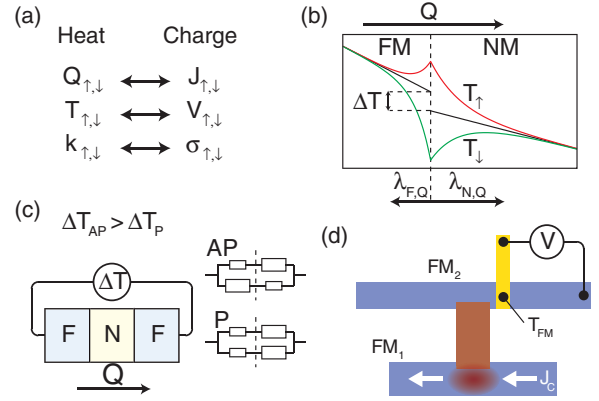 (a)
Heat Charge
Q↑,↓ J↑,↓
T↑,↓ V↑,↓
k↑,↓ σ↑,↓
(b)
Q
FM NM
ΔT
T↑
T↓
λF,Q λN,Q
(c)
ΔTAP > ΔTP
ΔT
F N F
Q
AP
P
(d)
V
FM2
TFM
FM1
JC